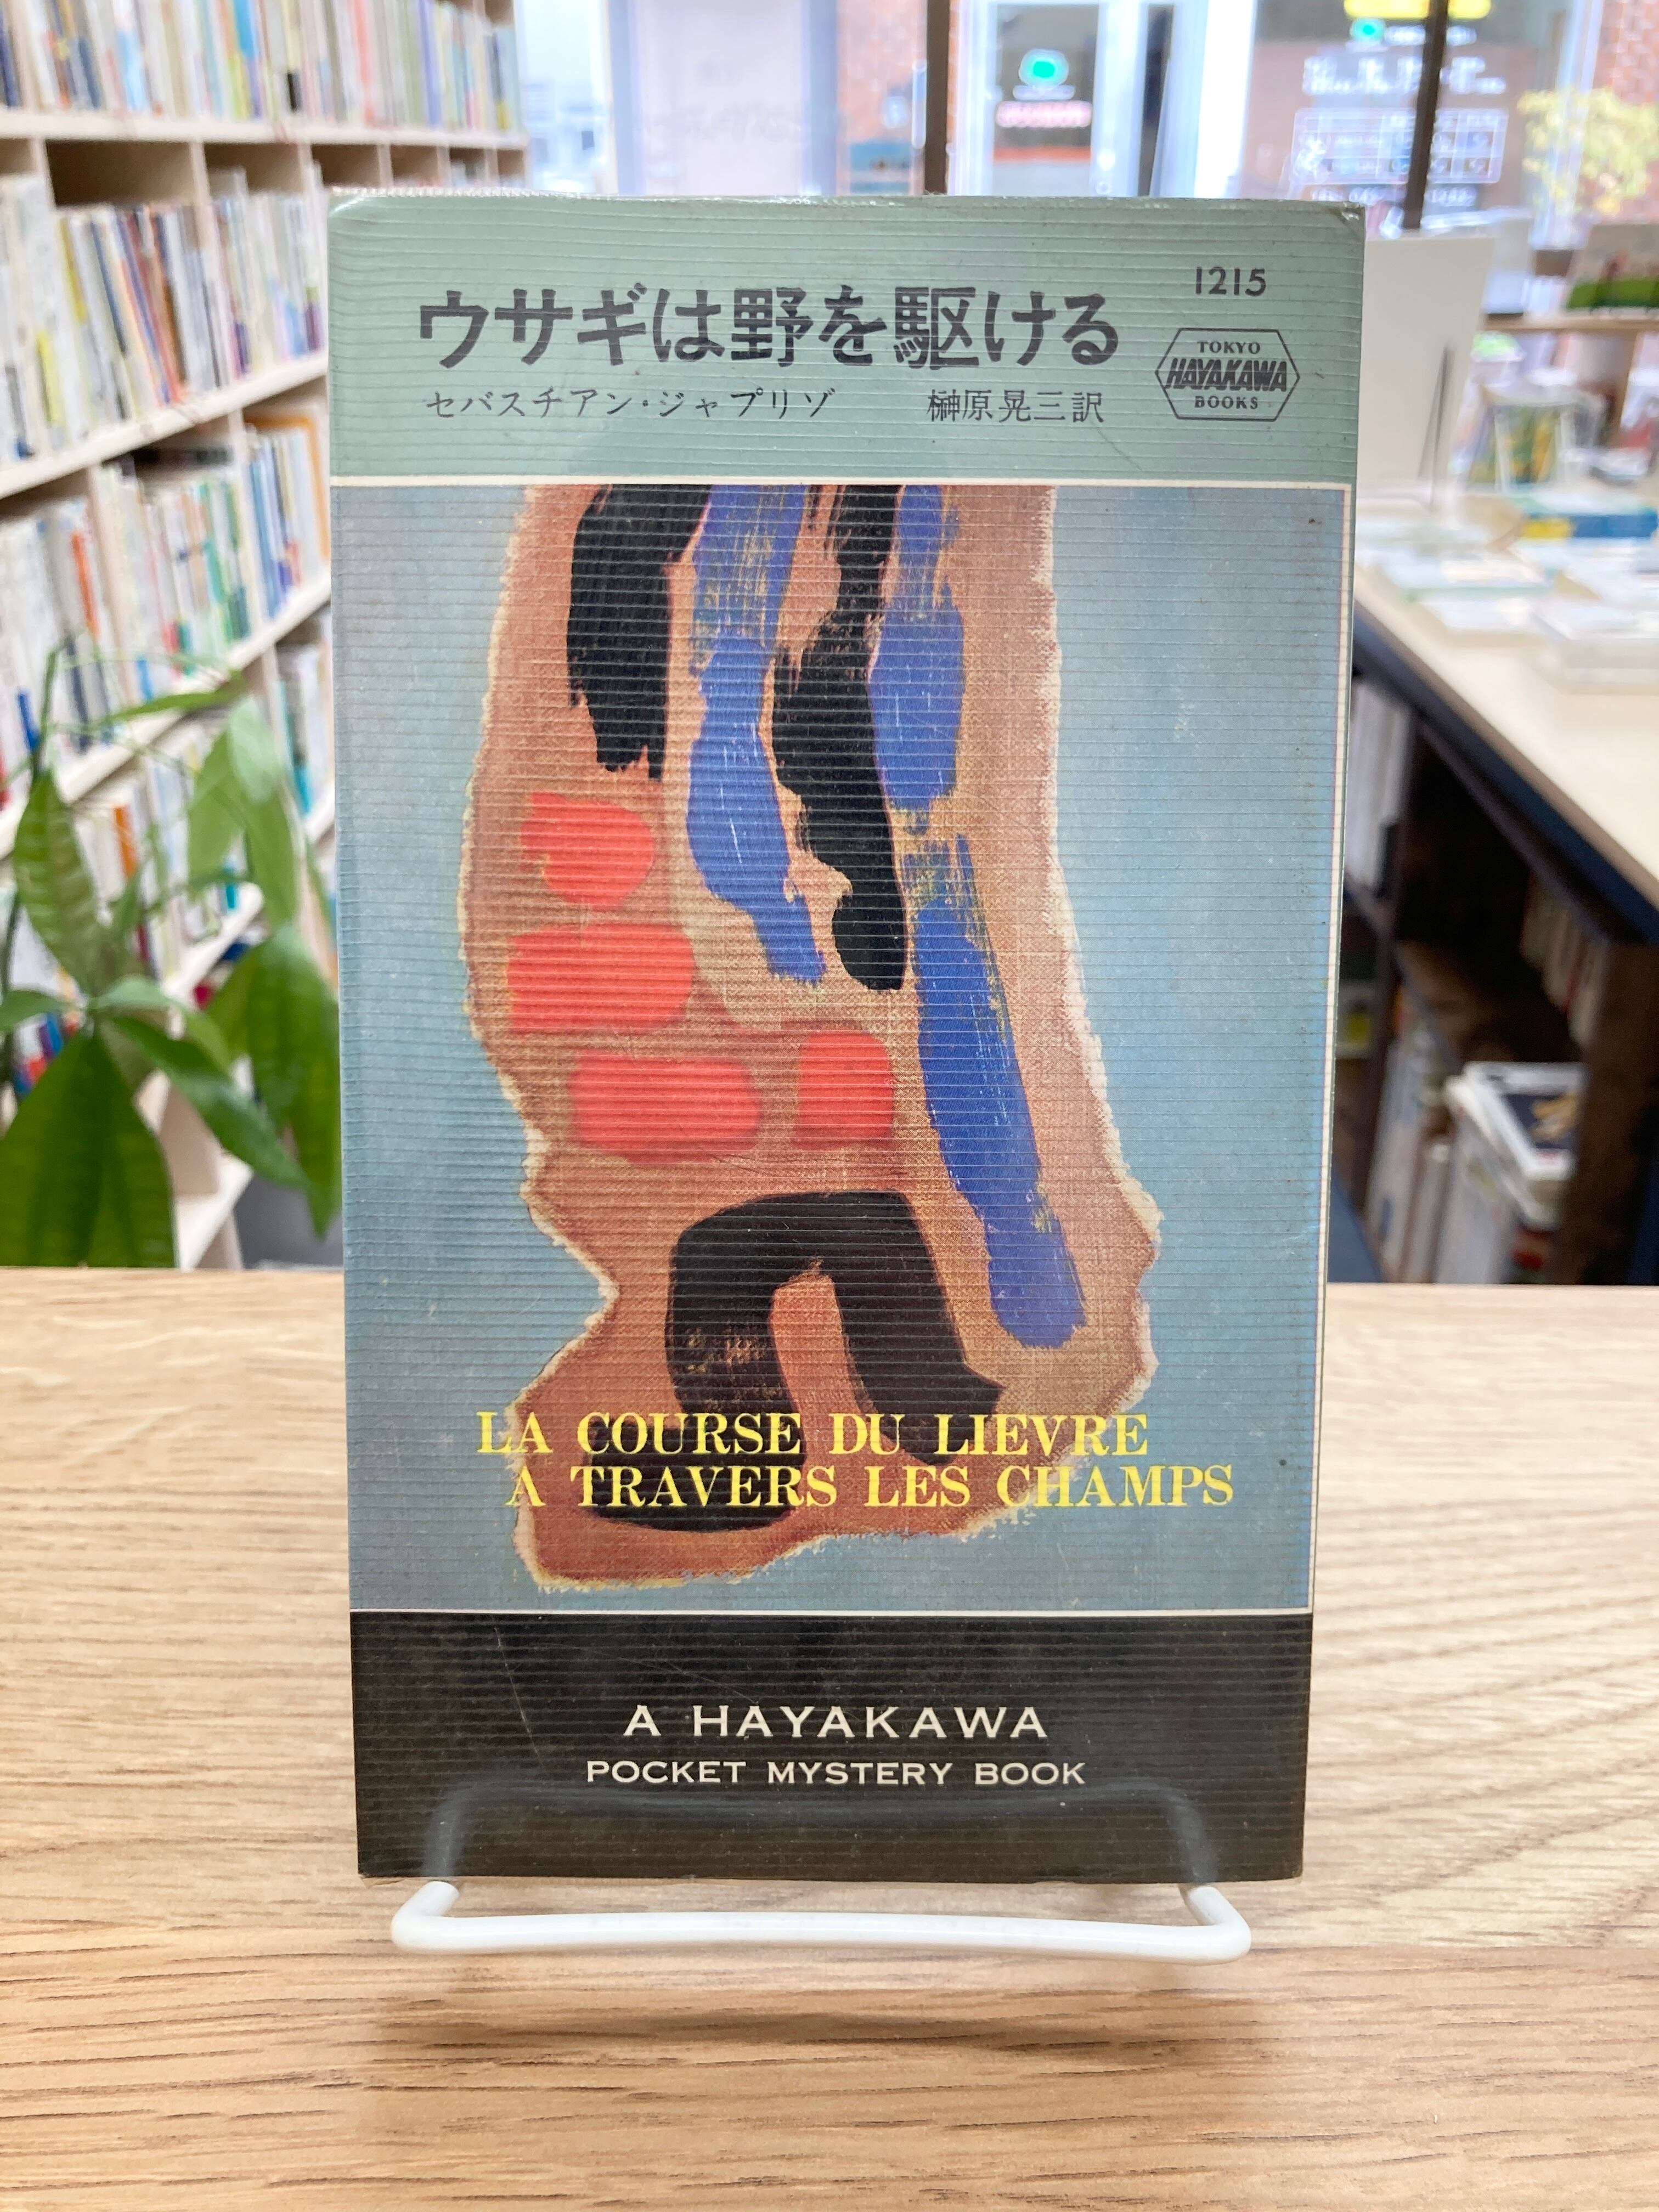 1215
ウサギは野を駆ける
TOKYO
HAYAKAWA
BOOKS
セバスチアン・ジャプリゾ 榊原晃三訳
LA COURSE DU LIEVRE
A TRAVERS LES CHAMPS
A HAYAKAWA
POCKET MYSTERY BOOK